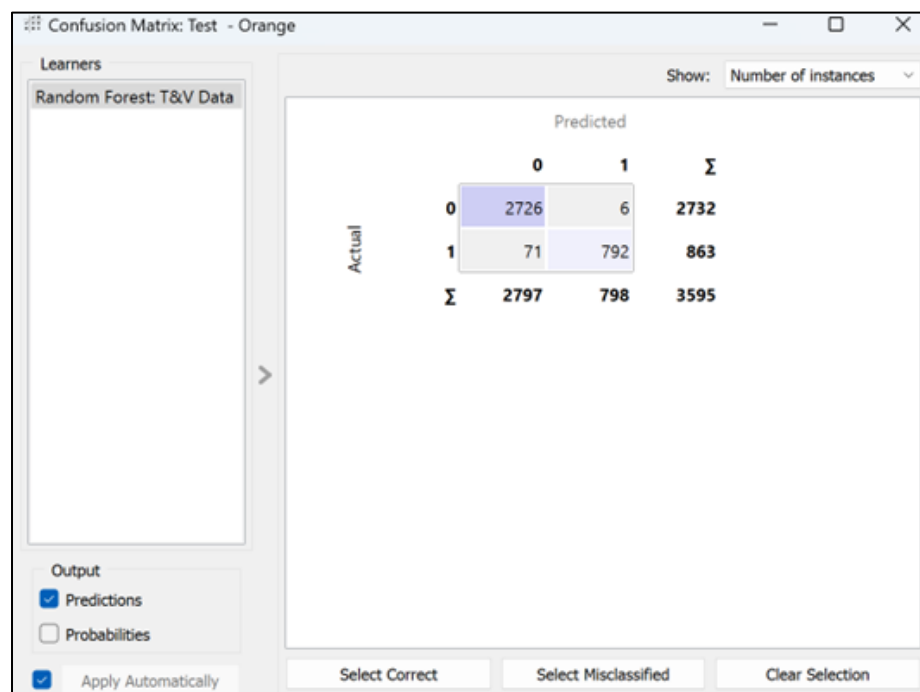 Confusion Matrix: Test - Orange
Learners
Random Forest: T&V Data
Show: Number of instances
Predicted
0 1 Σ
Actual
0 2726 6 2732
1 71 792 863
Σ 2797 798 3595
Output
Predictions
Probabilities
Apply Automatically
Select Correct Select Misclassified Clear Selection